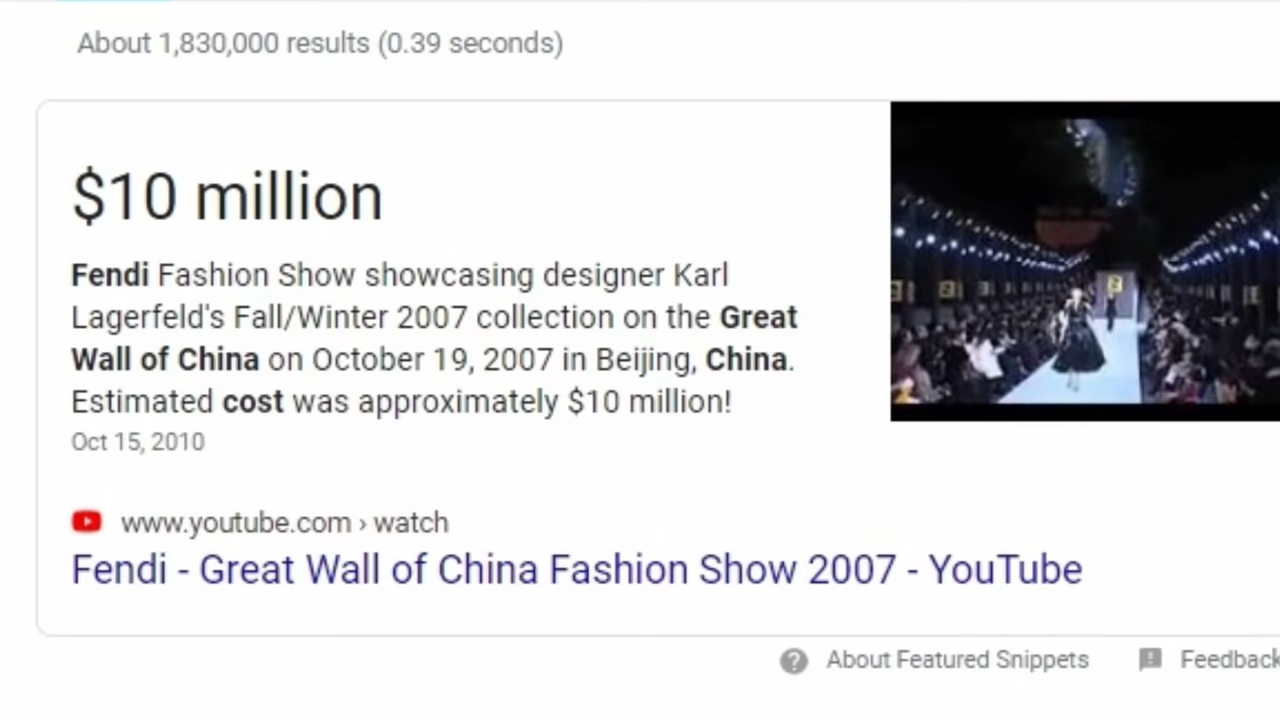 About 1,830,000 results (0.39 seconds)
$10 million
Fendi Fashion Show showcasing designer Karl
Lagerfeld's Fall/Winter 2007 collection on the Great
Wall of China on October 19, 2007 in Beijing, China.
Estimated cost was approximately $10 million!
Oct 15, 2010
www.youtube.com › watch
Fendi - Great Wall of China Fashion Show 2007 - YouTube
About Featured Snippets Feedback